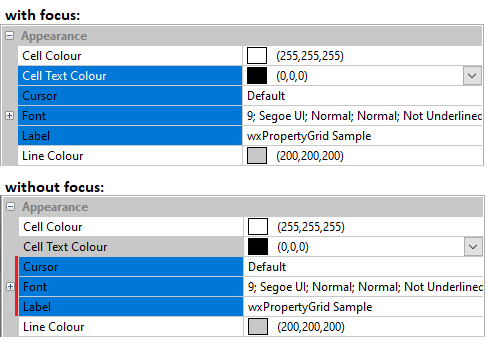 with focus:
Appearance
Cell Colour (255,255,255)
Cell Text Colour (0,0,0)
Cursor Default
Font 9; Segoe UI; Normal; Normal; Not Underlined
Label wxPropertyGrid Sample
Line Colour (200,200,200)
without focus:
Appearance
Cell Colour (255,255,255)
Cell Text Colour (0,0,0)
Cursor Default
Font 9; Segoe UI; Normal; Normal; Not Underlined
Label wxPropertyGrid Sample
Line Colour (200,200,200)